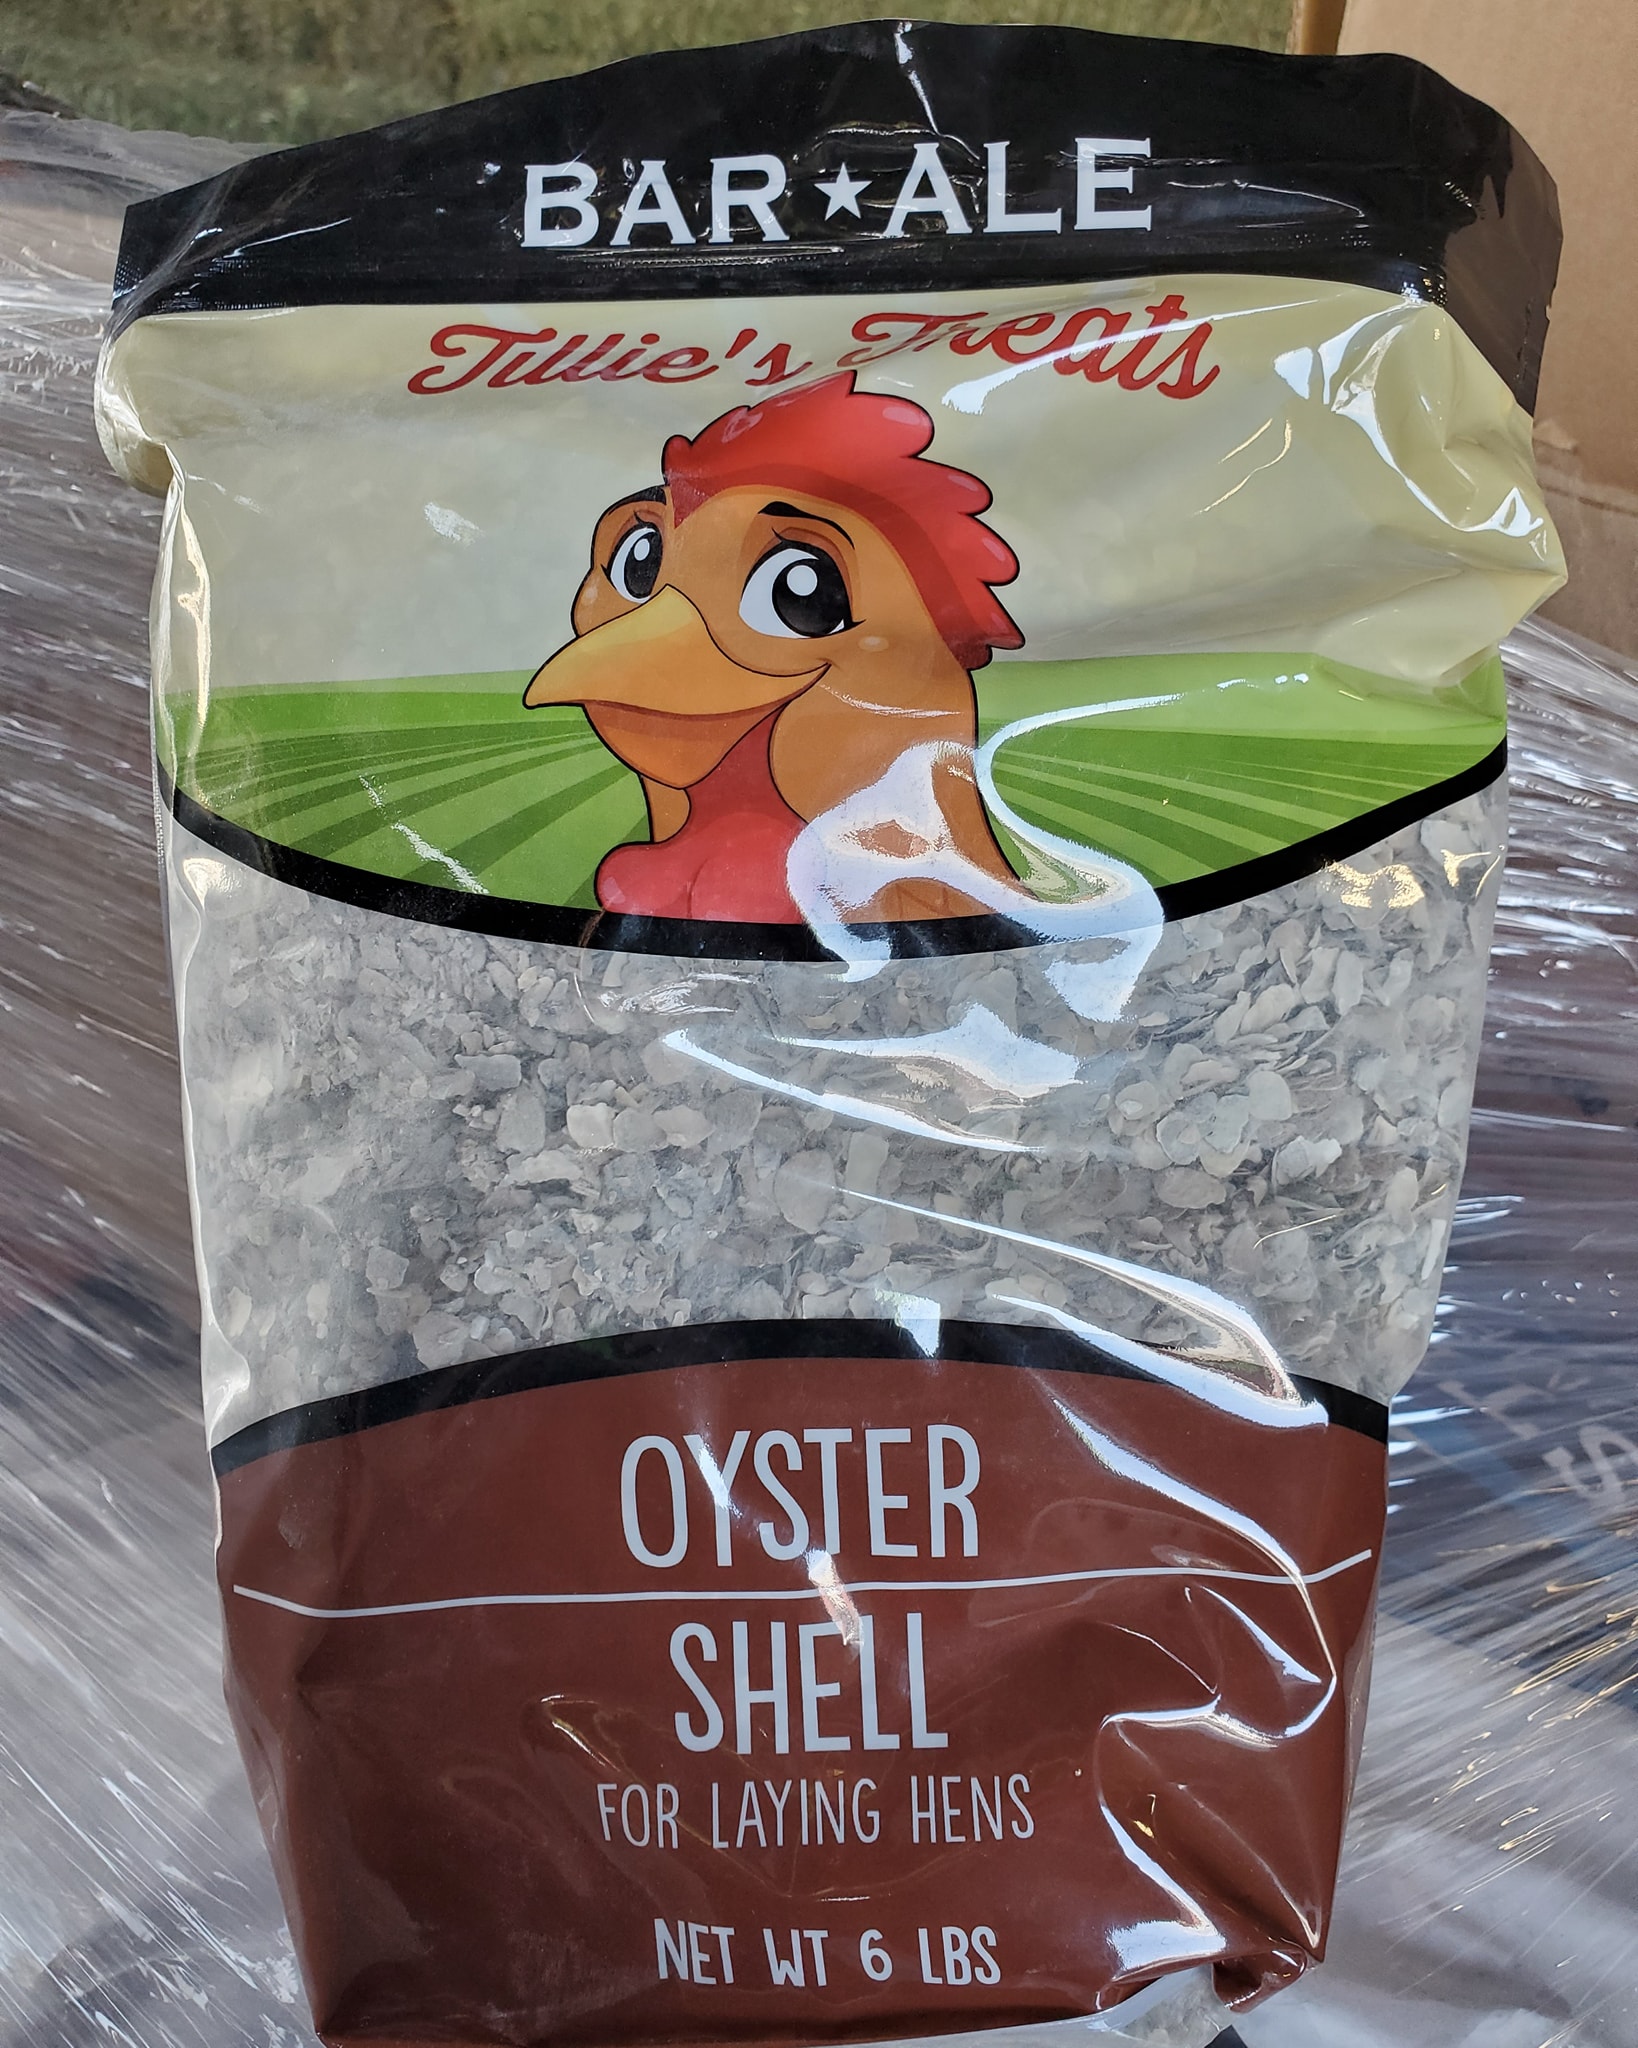 BAR★ALE
Tillie's Treats
OYSTER
SHELL
FOR LAYING HENS
NET WT 6 LBS